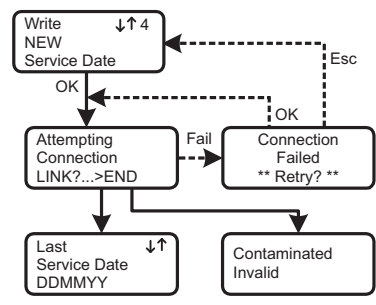 Write ↓↑ 4
NEW
Service Date
Esc
OK
OK
Attempting
Connection
LINK?...>END
Fail
Connection
Failed
** Retry? **
Last ↓↑
Service Date
DDMMYY
Contaminated
Invalid